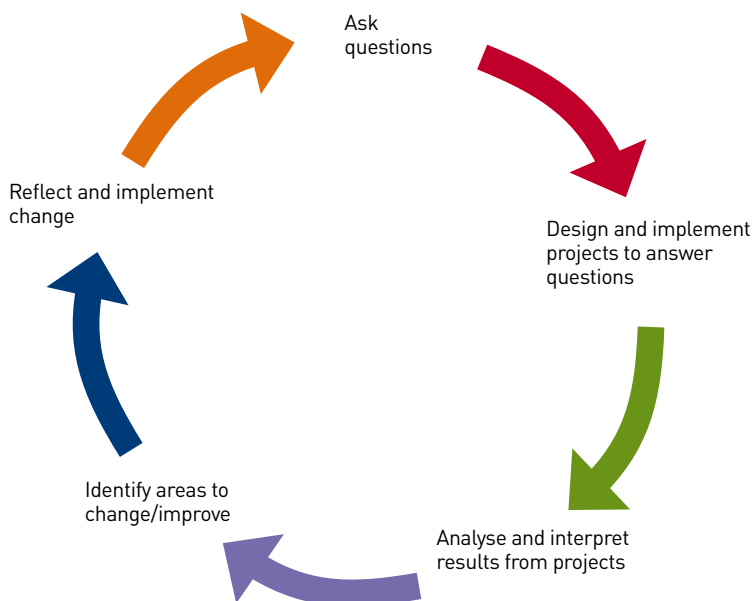 Ask
questions
Design and implement
projects to answer
questions
Analyse and interpret
results from projects
Identify areas to
change/improve
Reflect and implement
change